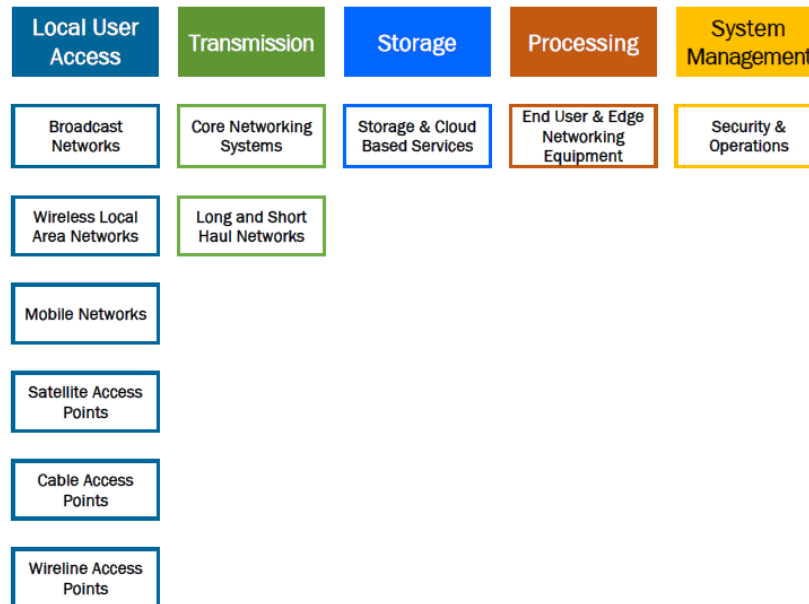 Local User
Access
Transmission
Storage
Processing
System
Management
Broadcast
Networks
Core Networking
Systems
Storage & Cloud
Based Services
End User & Edge
Networking
Equipment
Security &
Operations
Wireless Local
Area Networks
Long and Short
Haul Networks
Mobile Networks
Satellite Access
Points
Cable Access
Points
Wireline Access
Points